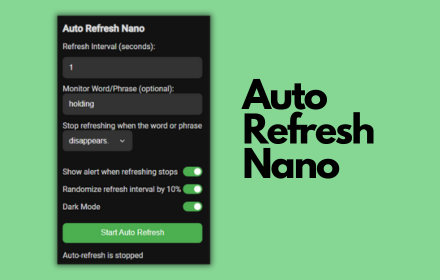 Auto Refresh Nano
Refresh Interval (seconds):
1
Monitor Word/Phrase (optional):
holding
Stop refreshing when the word or phrase
disappears.
Show alert when refreshing stops
Randomize refresh interval by 10%
Dark Mode
Start Auto Refresh
Auto-refresh is stopped
Auto
Refresh
Nano